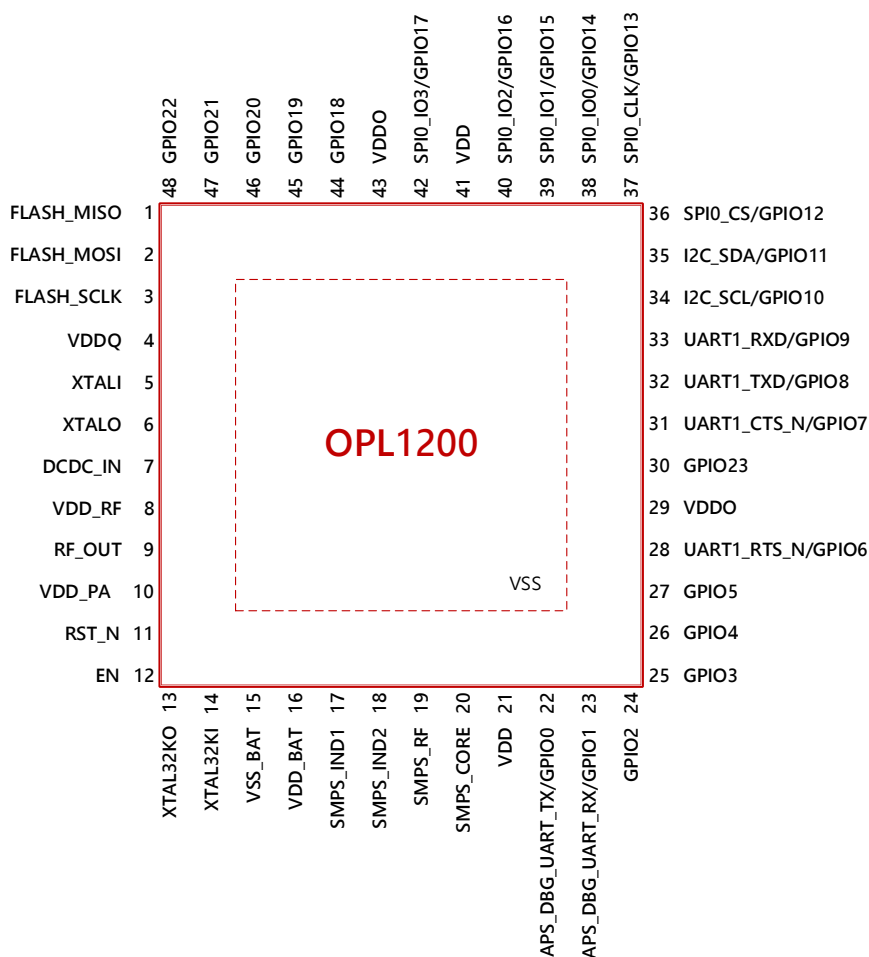 48 GPIO22
47 GPIO21
46 GPIO20
45 GPIO19
44 GPIO18
43 VDDO
42 SPI0_IO3/GPIO17
41 VDD
40 SPI0_IO2/GPIO16
39 SPI0_IO1/GPIO15
38 SPI0_IO0/GPIO14
37 SPI0_CLK/GPIO13
FLASH_MISO 1
FLASH_MOSI 2
FLASH_SCLK 3
VDDQ 4
XTALI 5
XTALO 6
DCDC_IN 7
VDD_RF 8
RF_OUT 9
VDD_PA 10
RST_N 11
EN 12
OPL1200
VSS
36 SPI0_CS/GPIO12
35 I2C_SDA/GPIO11
34 I2C_SCL/GPIO10
33 UART1_RXD/GPIO9
32 UART1_TXD/GPIO8
31 UART1_CTS_N/GPIO7
30 GPIO23
29 VDDO
28 UART1_RTS_N/GPIO6
27 GPIO5
26 GPIO4
25 GPIO3
XTAL32KO 13
XTAL32KI 14
VSS_BAT 15
VDD_BAT 16
SMPS_IND1 17
SMPS_IND2 18
SMPS_RF 19
SMPS_CORE 20
VDD 21
APS_DBG_UART_TX/GPIO0 22
APS_DBG_UART_RX/GPIO1 23
GPIO2 24